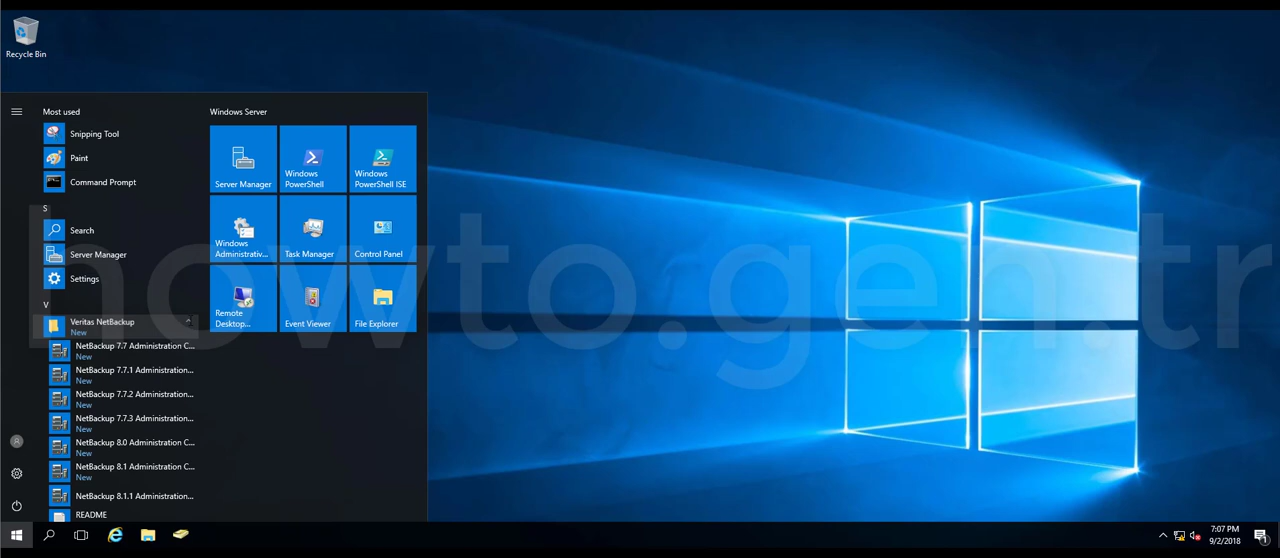 Recycle Bin
Most used
Snipping Tool
Paint
Command Prompt
S
Search
Server Manager
Settings
V
Veritas NetBackup
New
NetBackup 7.7 Administration C...
New
NetBackup 7.7.1 Administration...
New
NetBackup 7.7.2 Administration...
New
NetBackup 7.7.3 Administration...
New
NetBackup 8.0 Administration C...
New
NetBackup 8.1 Administration C...
New
NetBackup 8.1.1 Administration...
README
Windows Server
Server Manager
Windows
PowerShell
Windows
PowerShell ISE
Windows
Administrativ...
Task Manager
Control Panel
Remote
Desktop...
Event Viewer
File Explorer
howto.gen.tr
7:07 PM
9/2/2018
1